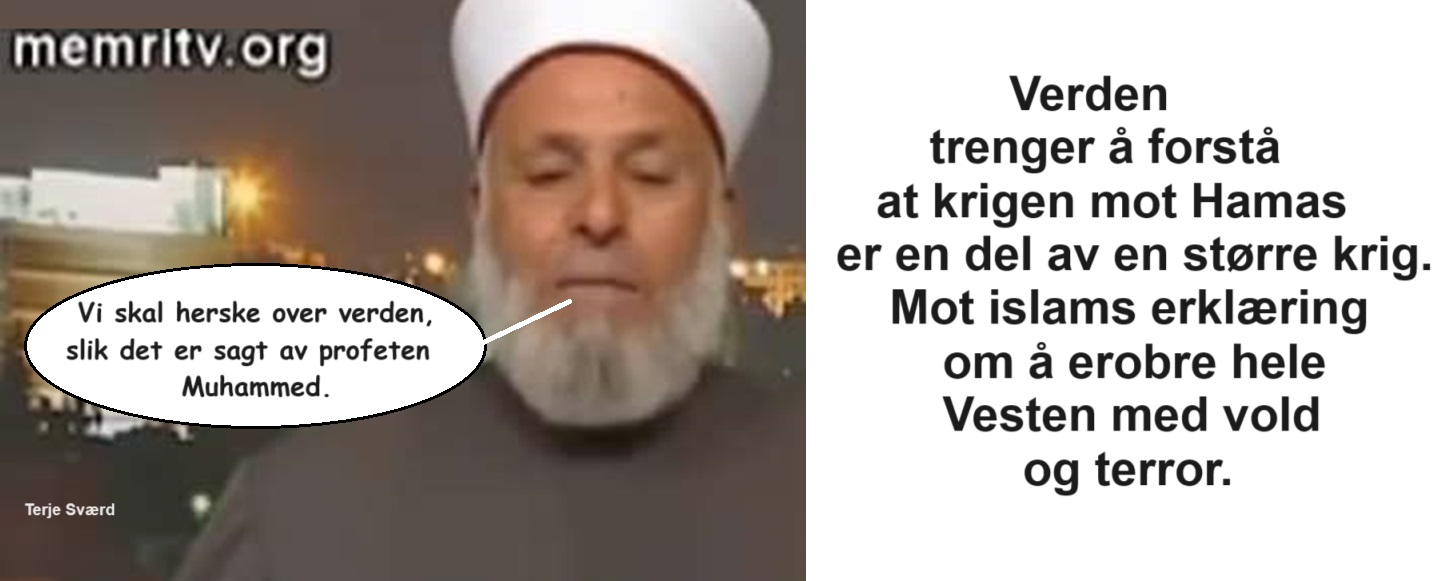 memritv.org
Vi skal herske over verden,
slik det er sagt av profeten
Muhammed.
Terje Sværd
Verden
trenger å forstå
at krigen mot Hamas
er en del av en større krig.
Mot islams erklæring
om å erobre hele
Vesten med vold
og terror.